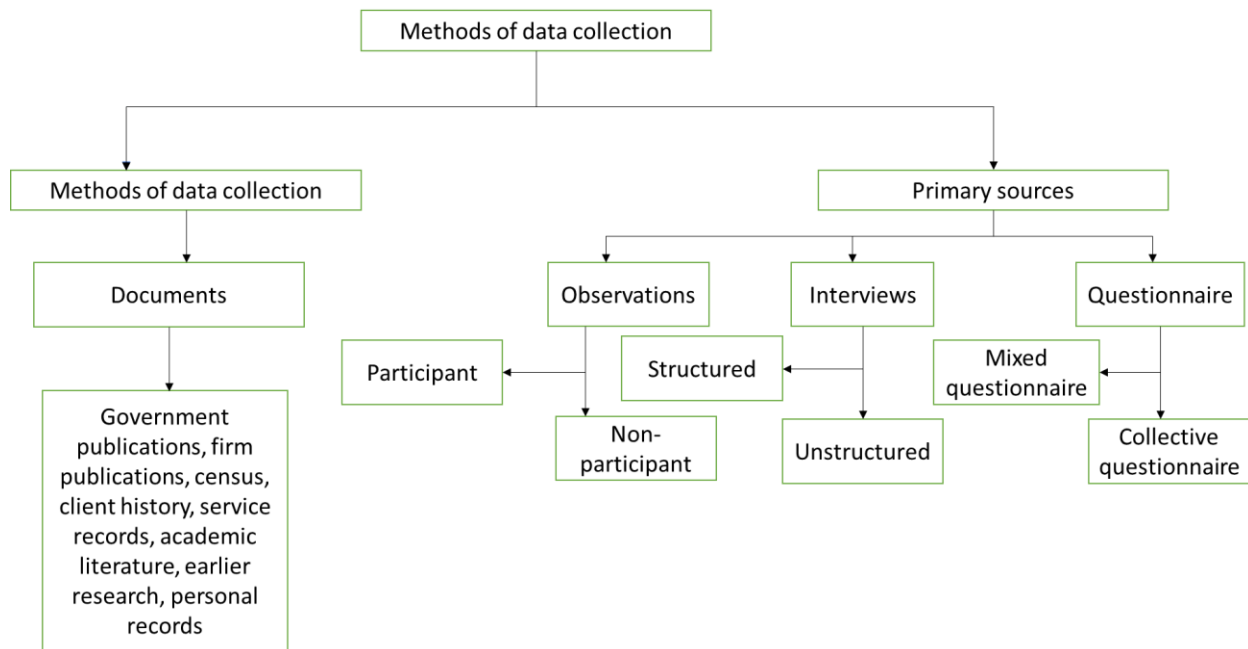 Methods of data collection
Methods of data collection
Primary sources
Documents
Observations
Interviews
Questionnaire
Participant
Structured
Mixed
questionnaire
Government
publications, firm
publications, census,
client history, service
records, academic
literature, earlier
research, personal
records
Non-
participant
Unstructured
Collective
questionnaire